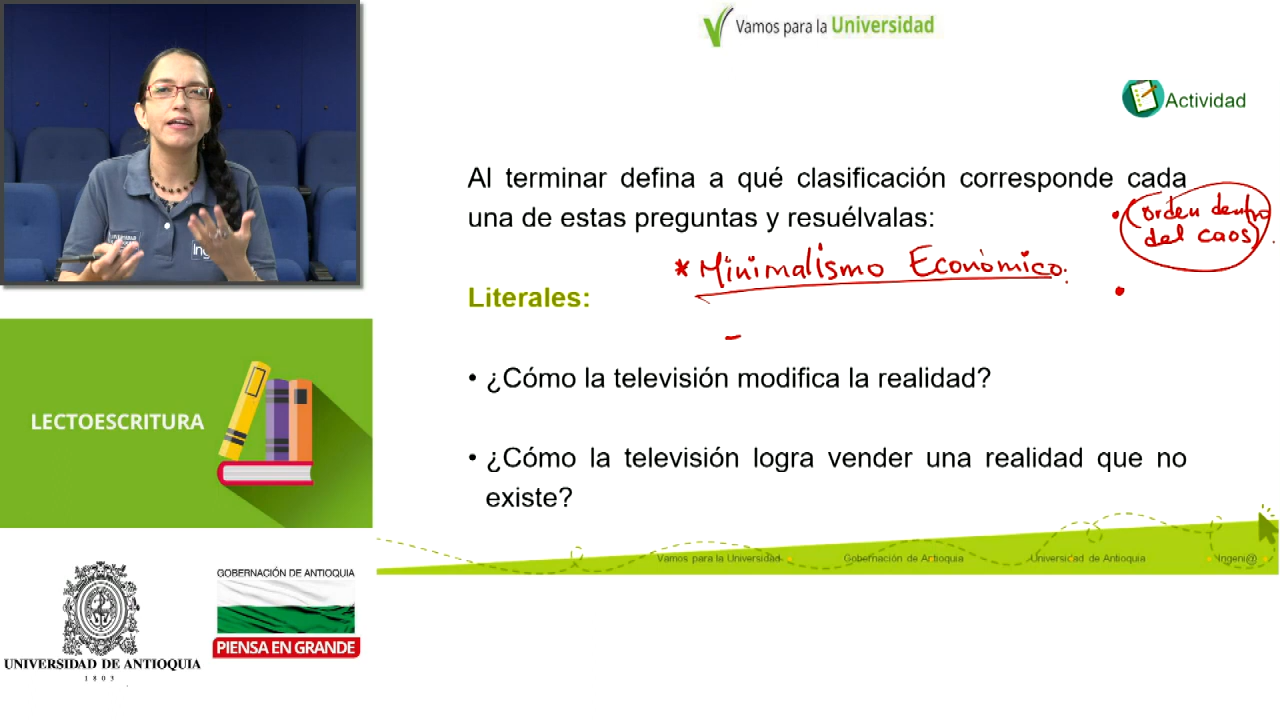 Vamos para la Universidad
Actividad
Al terminar defina a qué clasificación corresponde cada
una de estas preguntas y resuélvalas:
• (orden dentro
del caos)
* Minimalismo Económico:
Literales:
• ¿Cómo la televisión modifica la realidad?
• ¿Cómo la televisión logra vender una realidad que no
existe?
Vamos para la Universidad Gobernación de Antioquia Universidad de Antioquia Ingeni@
LECTOESCRITURA
UNIVERSIDAD DE ANTIOQUIA
1803
GOBERNACIÓN DE ANTIOQUIA
PIENSA EN GRANDE